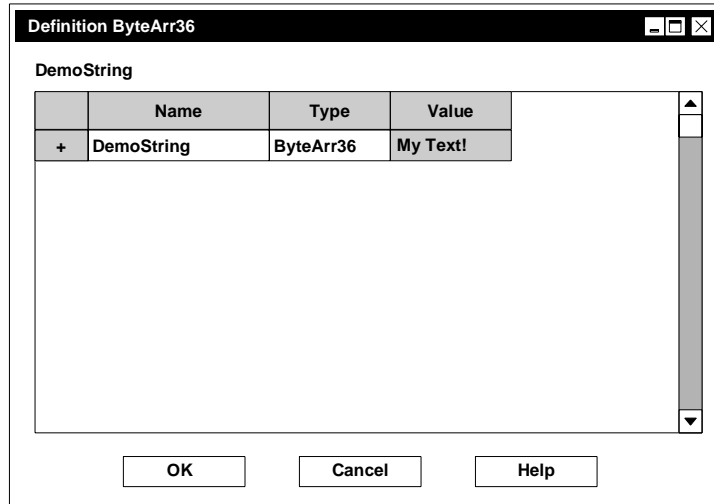 Definition ByteArr36
DemoString
Name Type Value
+ DemoString ByteArr36 My Text!
OK Cancel Help